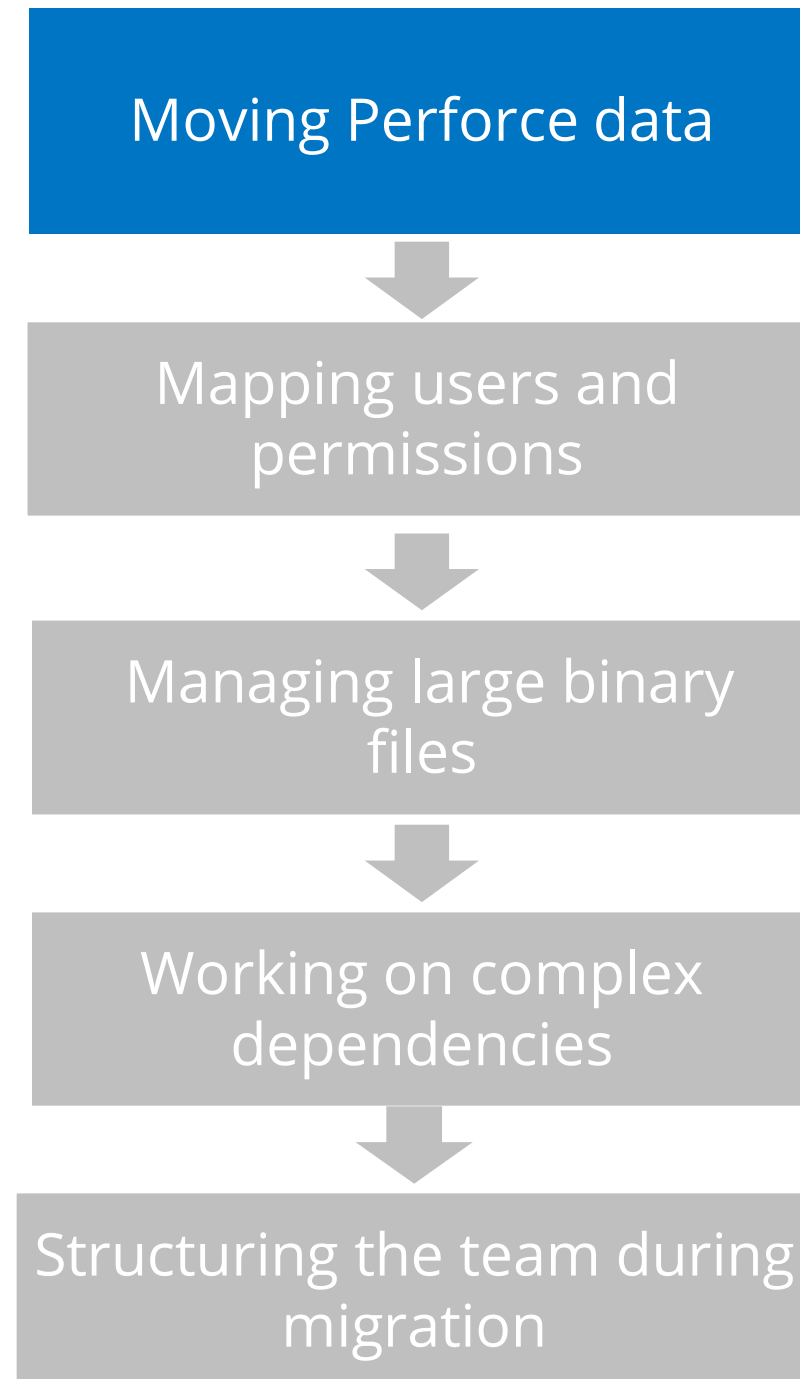 Moving Perforce data
Mapping users and
permissions
Managing large binary
files
Working on complex
dependencies
Structuring the team during
migration